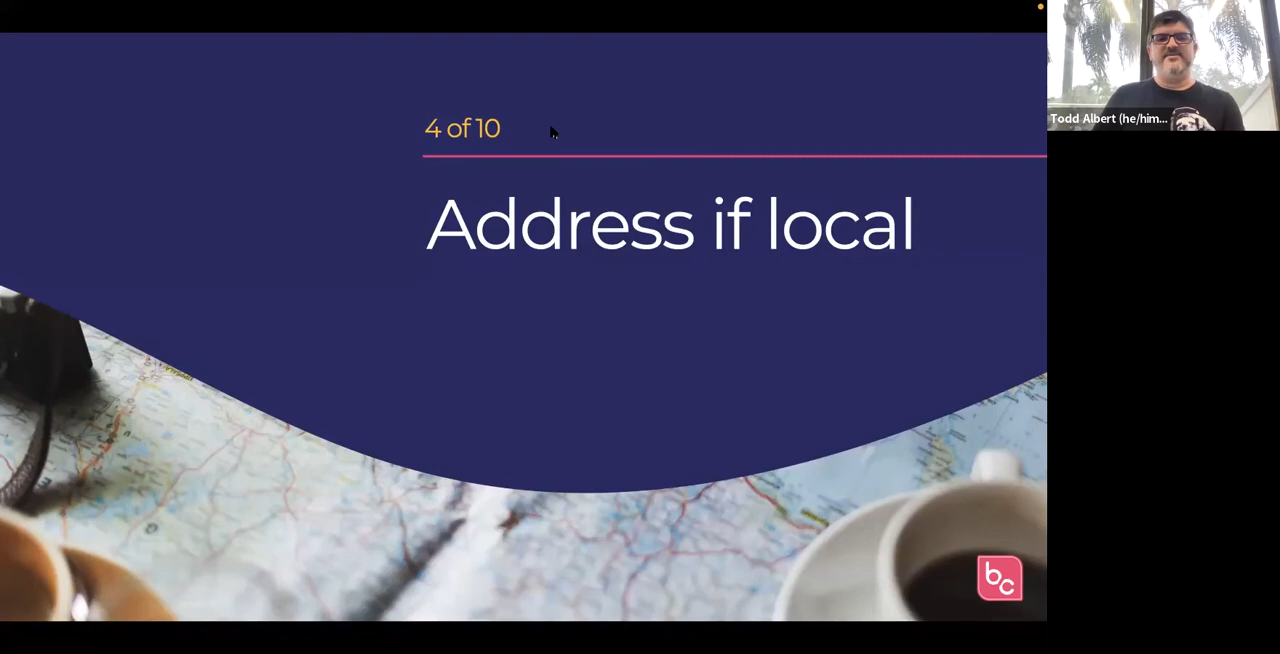 4 of 10
Address if local
Todd Albert (he/him...
bc